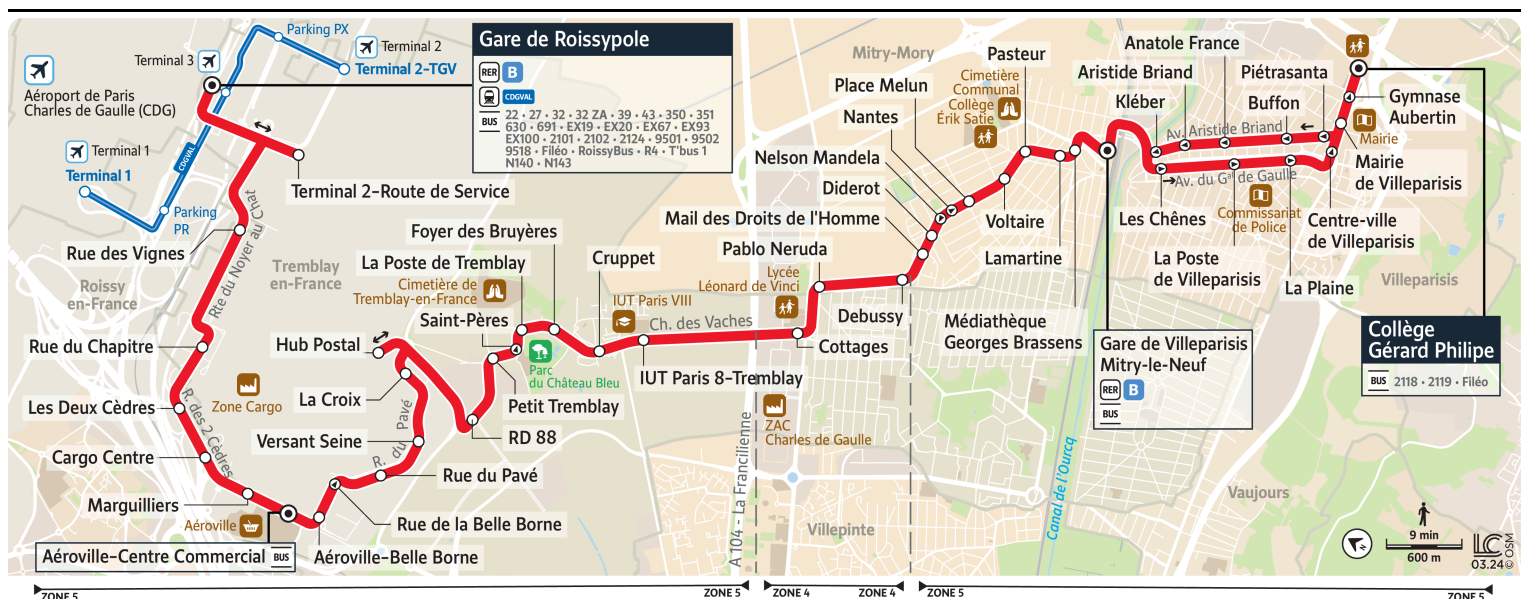 Parking PX
Terminal 2
Terminal 2–TGV
Terminal 3
Aéroport de Paris
Charles de Gaulle (CDG)
CDGVAL
Terminal 1
Terminal 1
Parking
PR
Gare de Roissypole
RER B
CDGVAL
BUS
22 • 27 • 32 • 32 ZA • 39 • 43 • 350 • 351
630 • 691 • EX19 • EX20 • EX67 • EX93
EX100 • 2101 • 2102 • 2124 • 9501 • 9502
9518 • Filéo • RoissyBus • R4 • T'bus 1
N140 • N143
Terminal 2–Route de Service
Rue des Vignes
Rte du Noyer au Chat
Roissy
en-France
Tremblay
en-France
Rue du Chapitre
Les Deux Cèdres
R. des 2 Cèdres
Zone Cargo
Cargo Centre
Marguilliers
Aéroville
Aéroville–Centre Commercial
BUS
Aéroville–Belle Borne
Rue de la Belle Borne
Rue du Pavé
R. du Pavé
Versant Seine
La Croix
Hub Postal
RD 88
Petit Tremblay
Saint-Pères
Cimetière de
Tremblay-en-France
La Poste de Tremblay
Foyer des Bruyères
Parc
du Château Bleu
Cruppet
IUT Paris VIII
Ch. des Vaches
IUT Paris 8–Tremblay
Cottages
Lycée
Léonard de Vinci
Pablo Neruda
Debussy
ZAC
Charles de Gaulle
A 104 - La Francilienne
Villepinte
Mail des Droits de l'Homme
Diderot
Nelson Mandela
Nantes
Place Melun
Mitry-Mory
Cimetière
Communal
Collège
Érik Satie
Pasteur
Voltaire
Lamartine
Médiathèque
Georges Brassens
Gare de Villeparisis
Mitry-le-Neuf
RER B
BUS
Canal de l'Ourcq
Kléber
Aristide Briand
Anatole France
Buffon
Piétrasanta
Av. Aristide Briand
Av. du Gal de Gaulle
Les Chênes
La Poste
de Villeparisis
Commissariat
de Police
La Plaine
Centre-ville
de Villeparisis
Mairie
de Villeparisis
Mairie
Gymnase
Aubertin
Villeparisis
Collège
Gérard Philipe
BUS
2118 • 2119 • Filéo
Vaujours
9 min
600 m
LC
03.24 © OSM
ZONE 5
ZONE 5
ZONE 4
ZONE 4
ZONE 5
ZONE 5